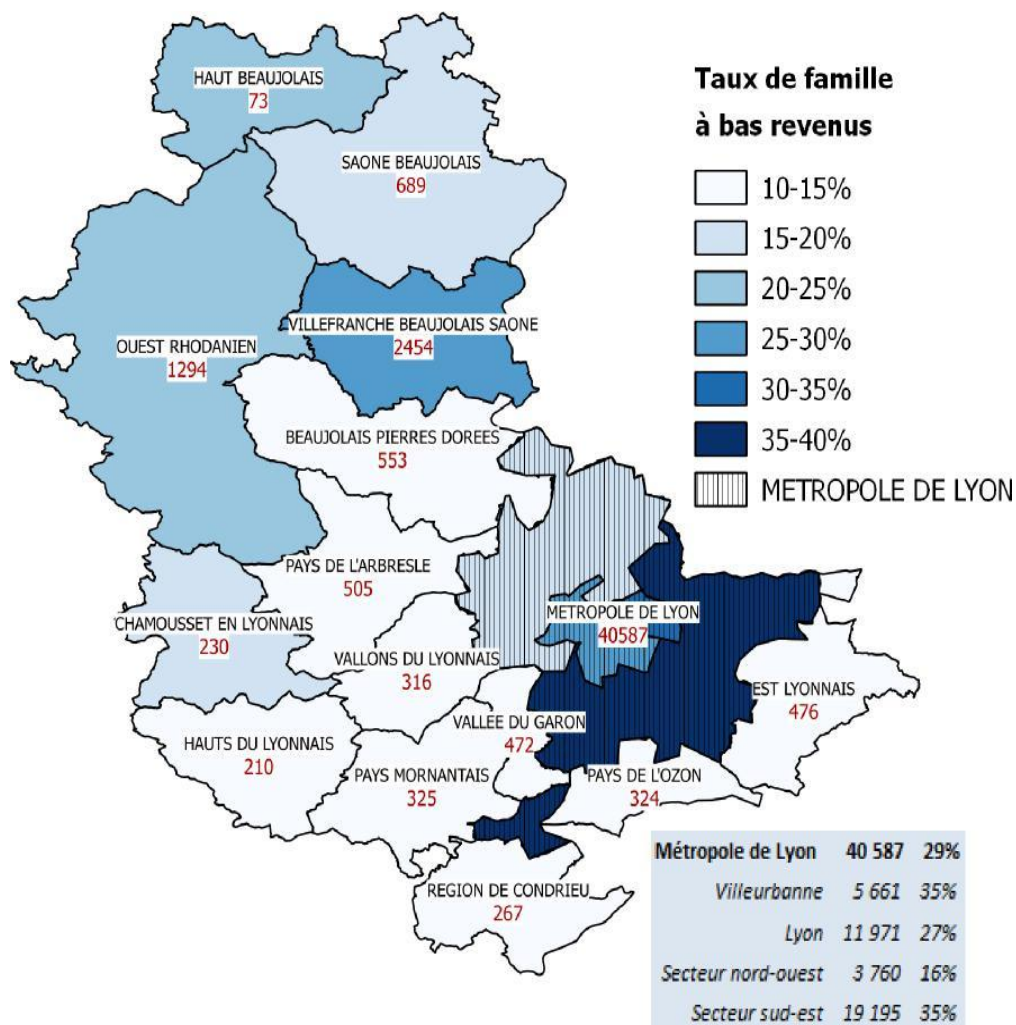 HAUT BEAUJOLAIS
73
SAONE BEAUJOLAIS
689
VILLEFRANCHE BEAUJOLAIS SAONE
2454
OUEST RHODANIEN
1294
BEAUJOLAIS PIERRES DOREES
553
PAYS DE L'ARBRESLE
505
CHAMOUSSET EN LYONNAIS
230
METROPOLE DE LYON
40587
VALLONS DU LYONNAIS
316
EST LYONNAIS
476
VALLEE DU GARON
472
HAUTS DU LYONNAIS
210
PAYS MORNANTAIS
325
PAYS DE L'OZON
324
REGION DE CONDRIEU
267
Taux de famille
à bas revenus
10-15%
15-20%
20-25%
25-30%
30-35%
35-40%
METROPOLE DE LYON
Métropole de Lyon 40 587 29%
Villeurbanne 5 661 35%
Lyon 11 971 27%
Secteur nord-ouest 3 760 16%
Secteur sud-est 19 195 35%